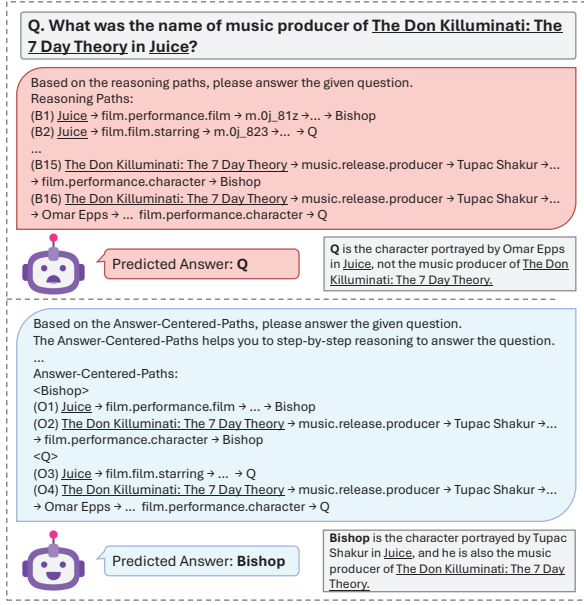 Q. What was the name of music producer of The Don Killuminati: The
7 Day Theory in Juice?
Based on the reasoning paths, please answer the given question.
Reasoning Paths:
(B1) Juice → film.performance.film → m.0j_81z →... → Bishop
(B2) Juice → film.film.starring → m.0j_823 →... → Q
...
(B15) The Don Killuminati: The 7 Day Theory → music.release.producer → Tupac Shakur →...
→ film.performance.character → Bishop
(B16) The Don Killuminati: The 7 Day Theory → music.release.producer → Tupac Shakur →...
→ Omar Epps → ... film.performance.character → Q
Predicted Answer: Q
Q is the character portrayed by Omar Epps
in Juice, not the music producer of The Don
Killuminati: The 7 Day Theory.
Based on the Answer-Centered-Paths, please answer the given question.
The Answer-Centered-Paths helps you to step-by-step reasoning to answer the question.
...
Answer-Centered-Paths:
<Bishop>
(O1) Juice → film.performance.film → ... → Bishop
(O2) The Don Killuminati: The 7 Day Theory → music.release.producer → Tupac Shakur →...
→ film.performance.character → Bishop
<Q>
(O3) Juice → film.film.starring → ... → Q
(O4) The Don Killuminati: The 7 Day Theory → music.release.producer → Tupac Shakur →...
→ Omar Epps → ... film.performance.character → Q
Predicted Answer: Bishop
Bishop is the character portrayed by Tupac
Shakur in Juice, and he is also the music
producer of The Don Killuminati: The 7 Day
Theory.